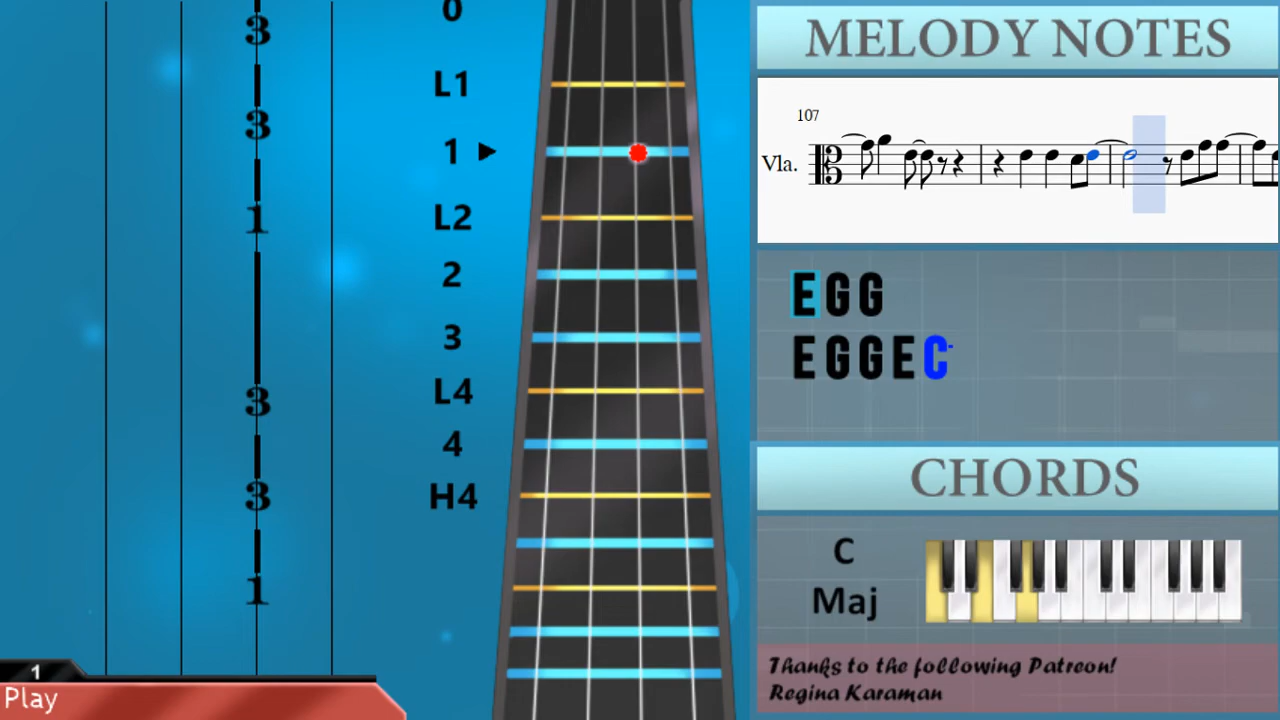 3
3
1
3
3
1
0
L1
1
L2
2
3
L4
4
H4
1
Play
MELODY NOTES
107
Vla.
EGG
EGGEC-
CHORDS
C
Maj
Thanks to the following Patreon!
Regina Karaman